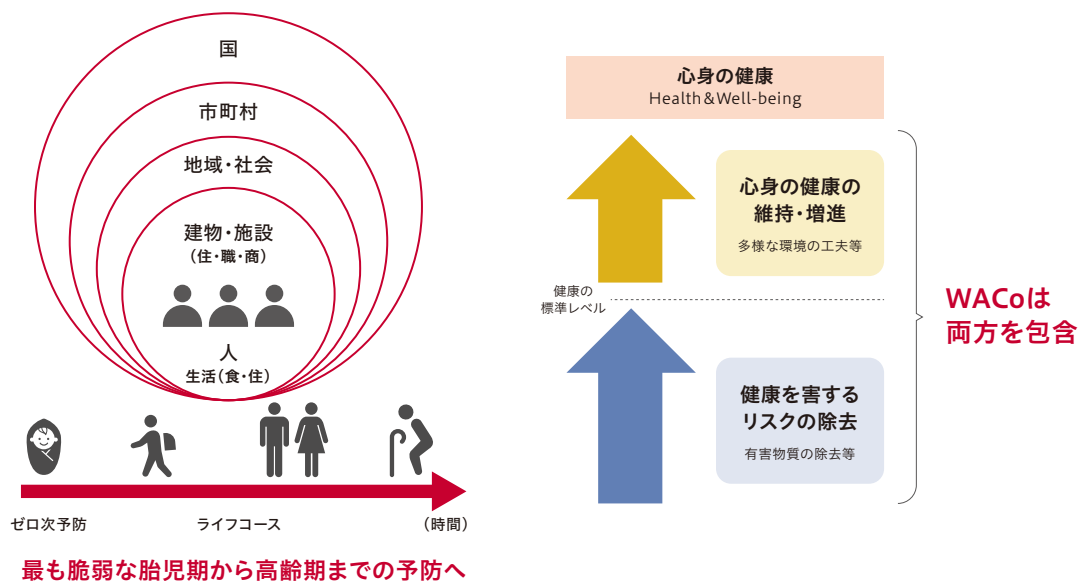 国
市町村
地域・社会
建物・施設
(住・職・商)
人
生活(食・住)
ゼロ次予防
ライフコース
(時間)
最も脆弱な胎児期から高齢期までの予防へ
心身の健康
Health&Well-being
心身の健康の
維持・増進
多様な環境の工夫等
健康の
標準レベル
健康を害する
リスクの除去
有害物質の除去等
WACoは
両方を包含